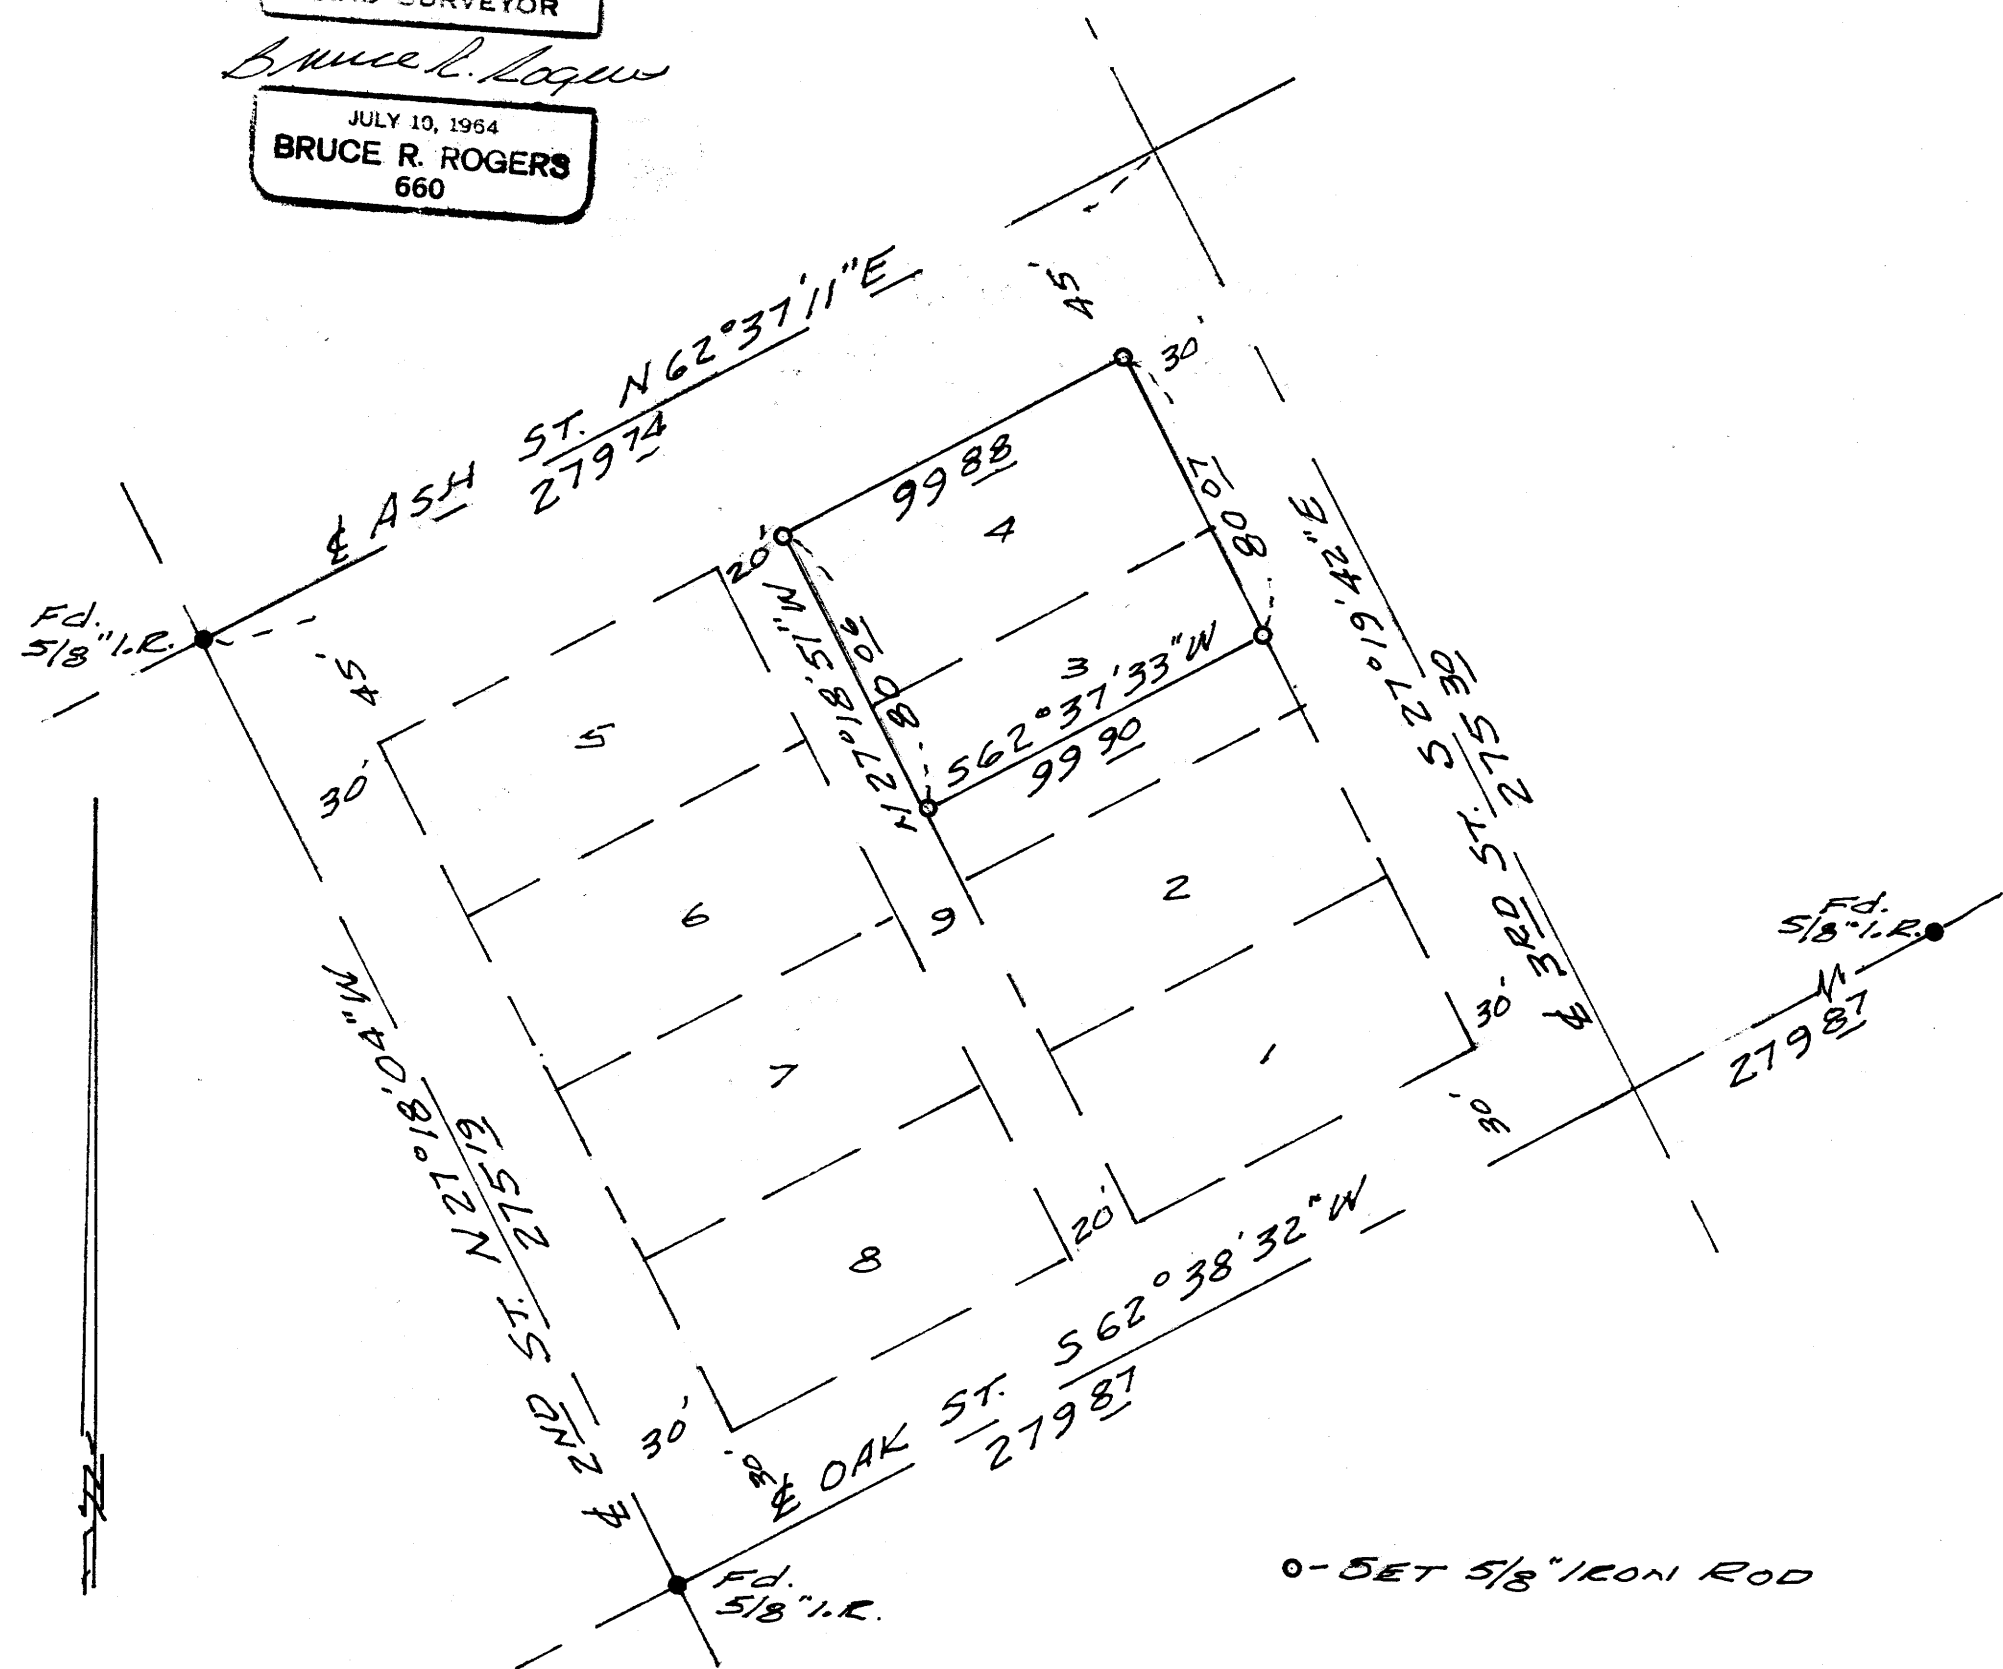 SURVEYOR
Bruce R. Rogers
JULY 10, 1964
BRUCE R. ROGERS
660
℄ ASH ST. N 62°37'11"E
279 74
45'
30'
99 88
4
80 07
20'
N 27°18'51"W
80 06
3
S 62°37'33"W
99 90
℄ 3RD ST. S 27°19'42"E
275 30
Fd.
5/8" I.R.
45'
30'
5
6
9
2
7
1
8
Fd.
5/8" I.R.
279 87
30'
30'
℄ 2ND ST. N 27°18'04"W
275 19
20'
30'
30'
℄ OAK ST. S 62°38'32"W
279 87
Fd.
5/8" I.R.
N
o - SET 5/8" IRON ROD